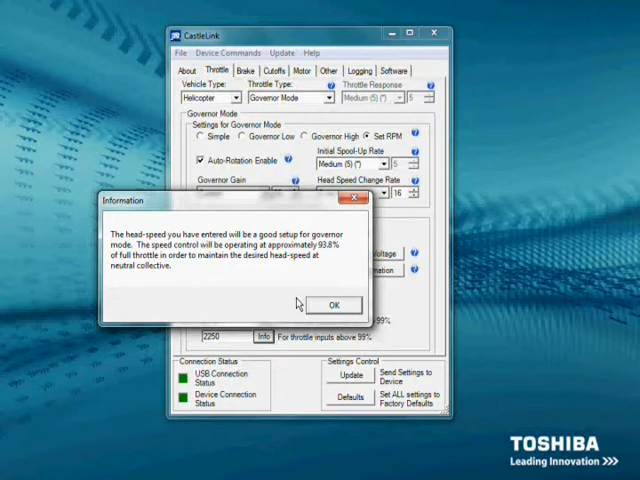 CastleLink
File Device Commands Update Help
About Throttle Brake Cutoffs Motor Other Logging Software
Vehicle Type: Throttle Type: Throttle Response
Helicopter Governor Mode Medium (5) (*) 5
Governor Mode
Settings for Governor Mode
Simple Governor Low Governor High Set RPM
Initial Spool-Up Rate
Auto-Rotation Enable Medium (5) (*) 5
Governor Gain Head Speed Change Rate
16
Information
The head-speed you have entered will be a good setup for governor
mode. The speed control will be operating at approximately 93.8%
of full throttle in order to maintain the desired head-speed at
neutral collective.
OK
2250 Info For throttle inputs above 99%
Connection Status
USB Connection
Status
Device Connection
Status
Settings Control
Update Send Settings to
Device
Defaults Set ALL settings to
Factory Defaults
TOSHIBA
Leading Innovation >>>